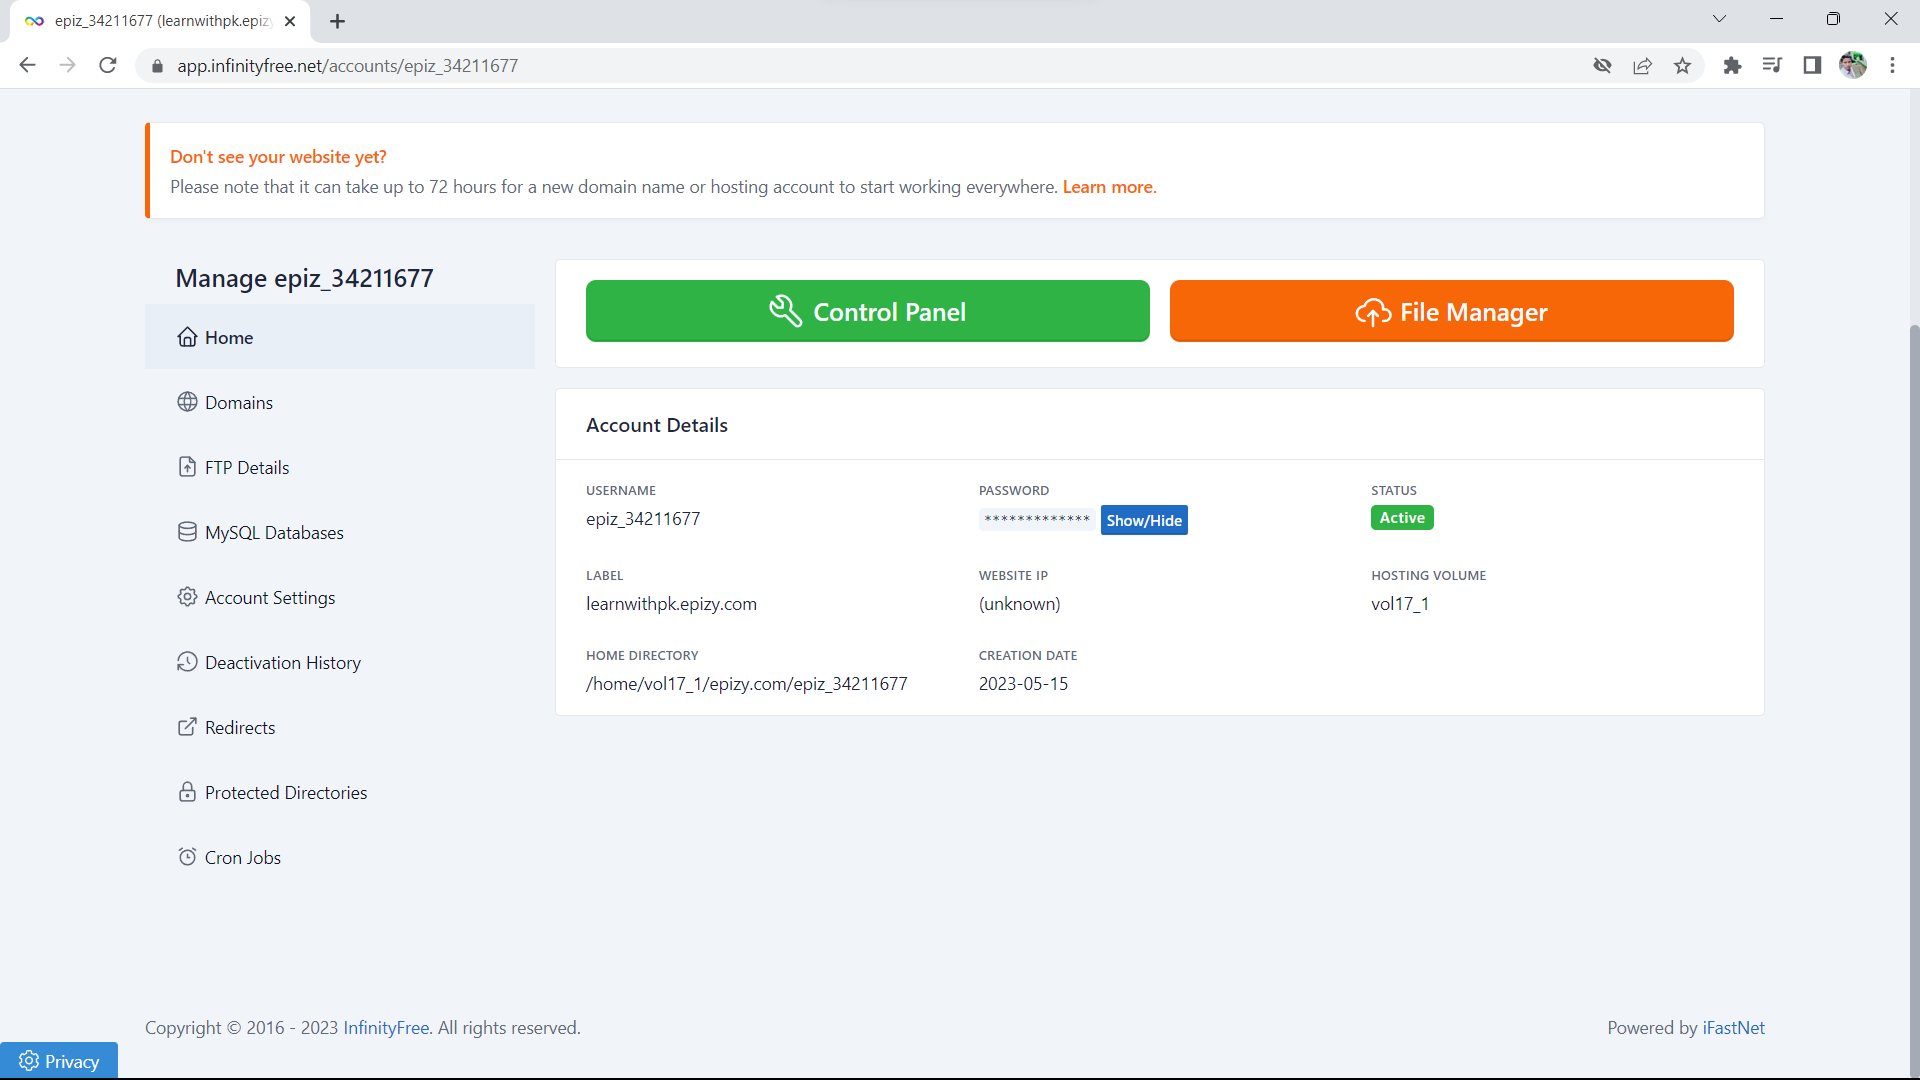 epiz_34211677 (learnwithpk.epiz
app.infinityfree.net/accounts/epiz_34211677
Don't see your website yet?
Please note that it can take up to 72 hours for a new domain name or hosting account to start working everywhere. Learn more.
Manage epiz_34211677
Home
Domains
FTP Details
MySQL Databases
Account Settings
Deactivation History
Redirects
Protected Directories
Cron Jobs
Control Panel
File Manager
Account Details
USERNAME
epiz_34211677
PASSWORD
************* Show/Hide
STATUS
Active
LABEL
learnwithpk.epizy.com
WEBSITE IP
(unknown)
HOSTING VOLUME
vol17_1
HOME DIRECTORY
/home/vol17_1/epizy.com/epiz_34211677
CREATION DATE
2023-05-15
Copyright © 2016 - 2023 InfinityFree. All rights reserved.
Powered by iFastNet
Privacy